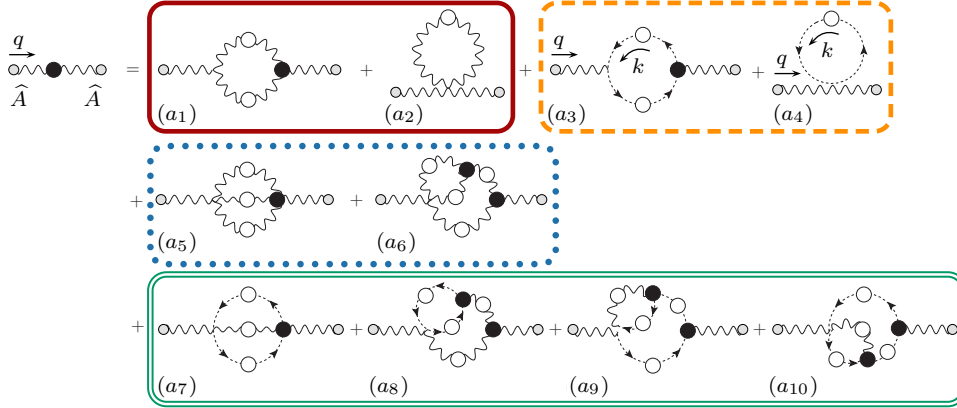 q
= + + k + q k
Â Â
(a₁) (a₂) (a₃) (a₄)
+ +
(a₅) (a₆)
+ + + +
(a₇) (a₈) (a₉) (a₁₀)